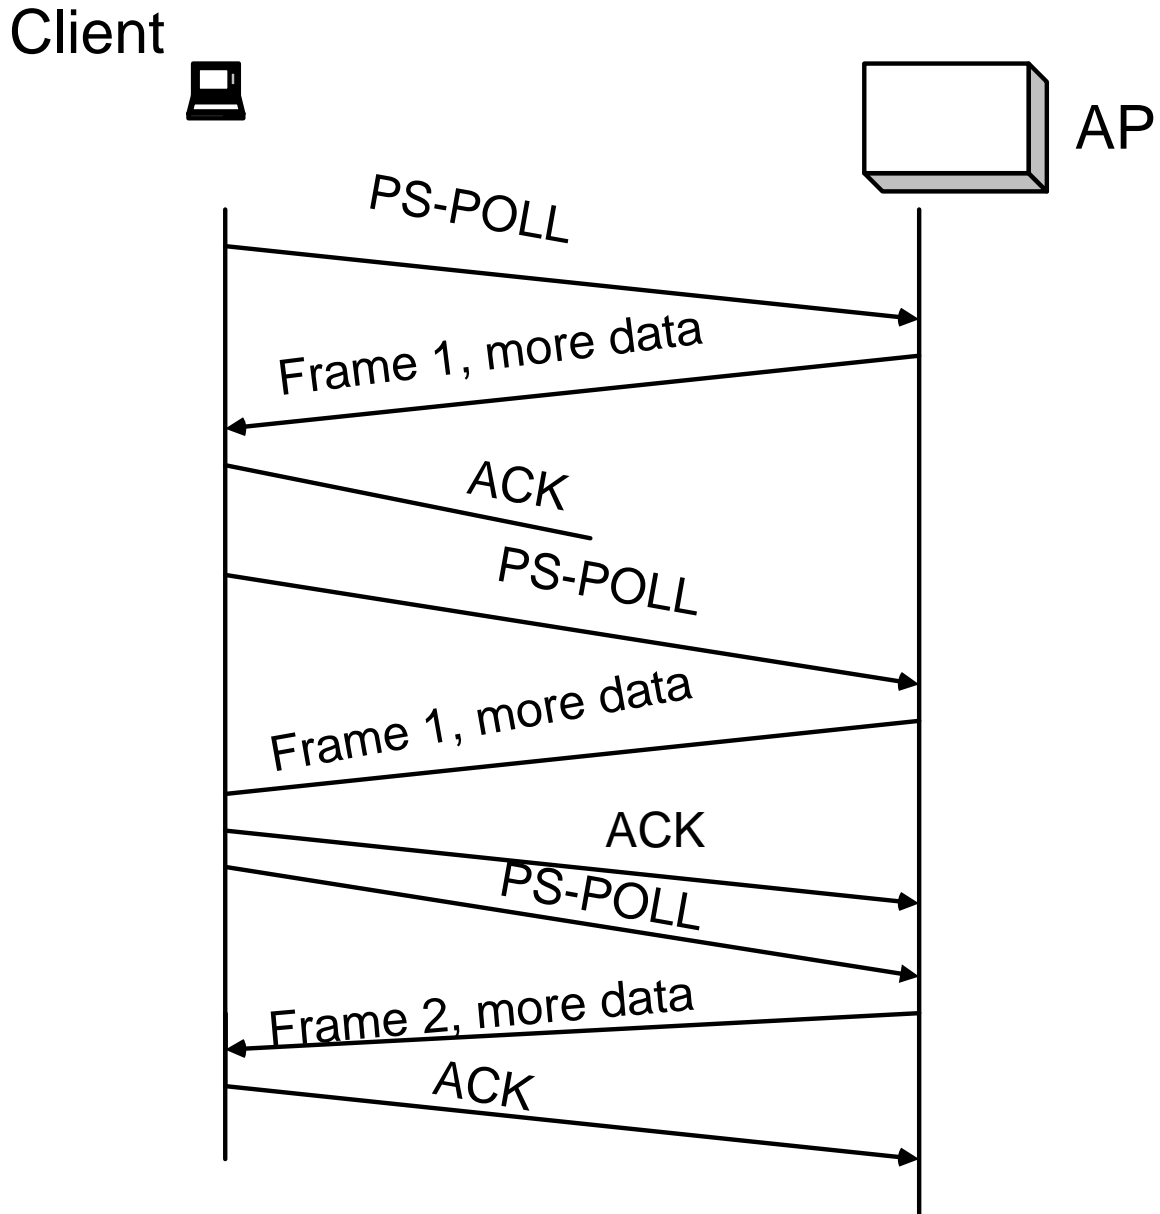 Client
AP
PS-POLL
Frame 1, more data
ACK
PS-POLL
Frame 1, more data
ACK
PS-POLL
Frame 2, more data
ACK